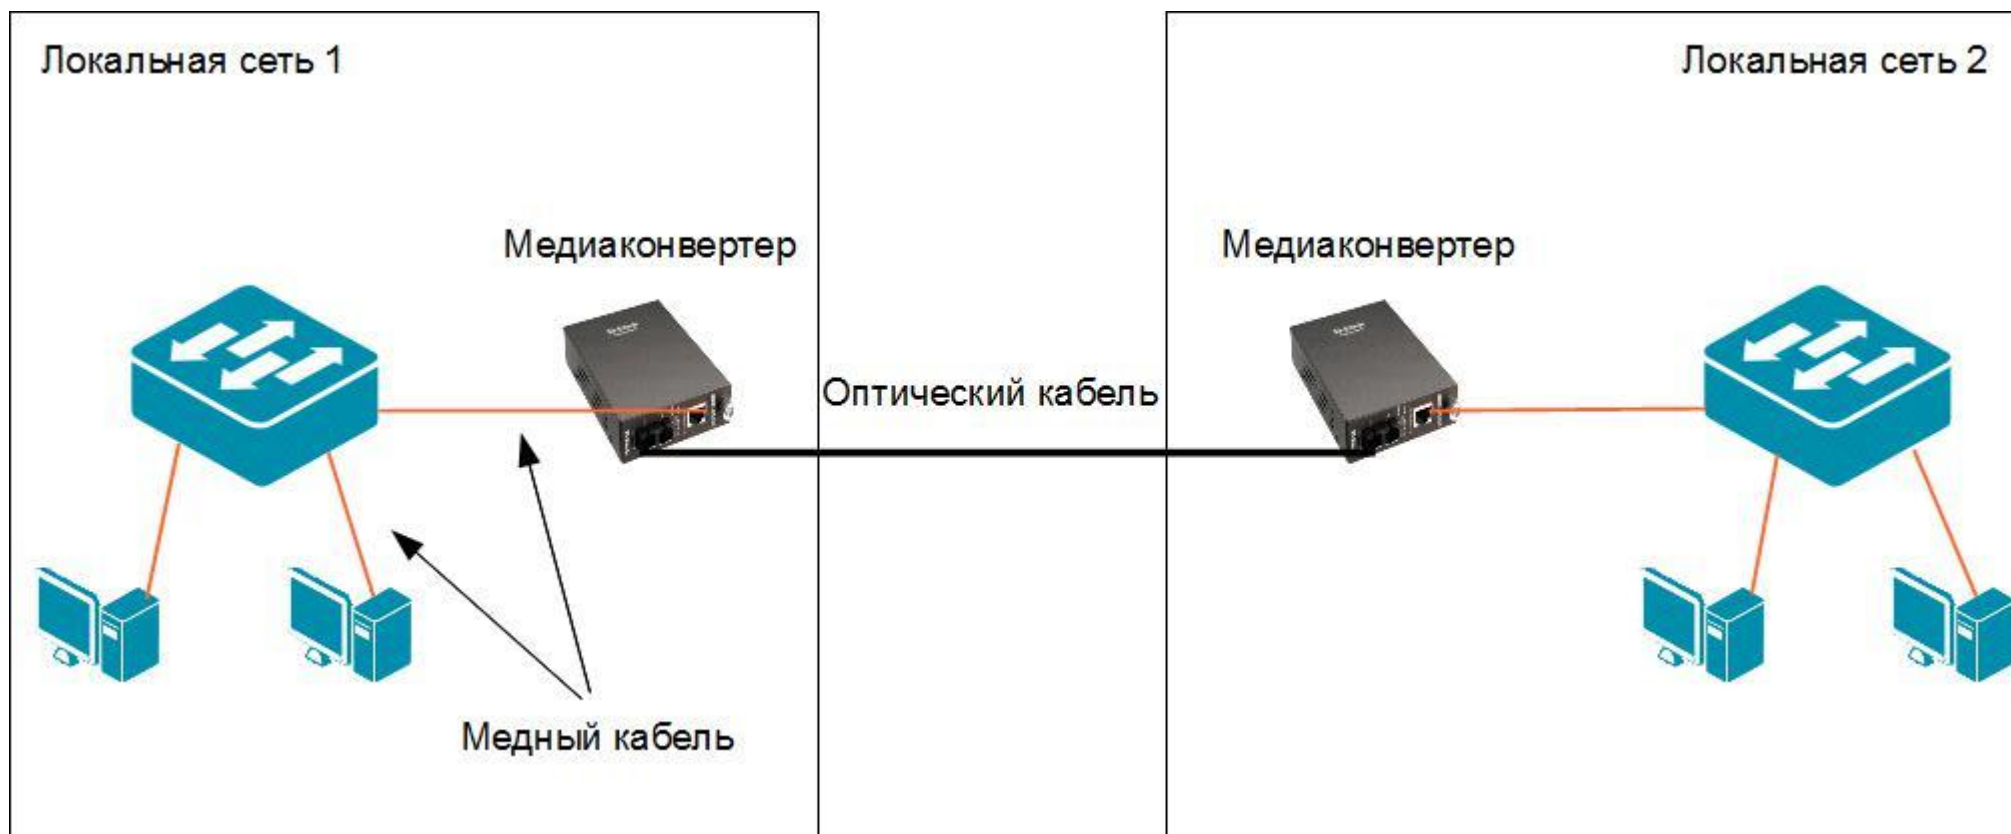 Локальная сеть 1
Локальная сеть 2
Медиаконвертер
Медиаконвертер
Оптический кабель
Медный кабель